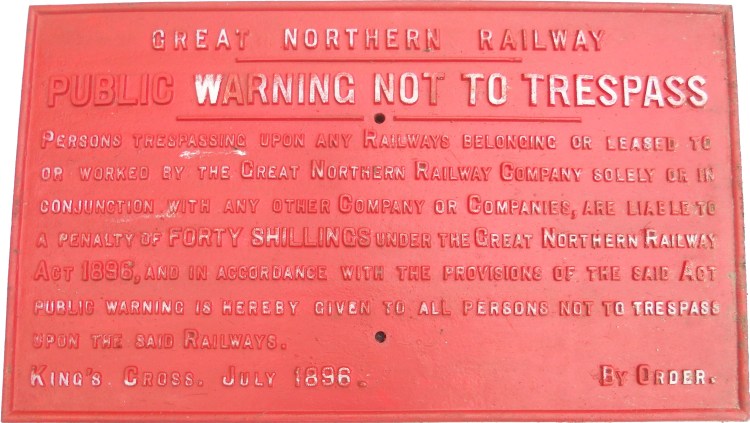 GREAT NORTHERN RAILWAY
PUBLIC WARNING NOT TO TRESPASS
PERSONS TRESPASSING UPON ANY RAILWAYS BELONGING OR LEASED TO
OR WORKED BY THE GREAT NORTHERN RAILWAY COMPANY SOLELY OR IN
CONJUNCTION WITH ANY OTHER COMPANY OR COMPANIES, ARE LIABLE TO
A PENALTY OF FORTY SHILLINGS UNDER THE GREAT NORTHERN RAILWAY
ACT 1896, AND IN ACCORDANCE WITH THE PROVISIONS OF THE SAID ACT
PUBLIC WARNING IS HEREBY GIVEN TO ALL PERSONS NOT TO TRESPASS
UPON THE SAID RAILWAYS.
KING'S CROSS. JULY 1896. BY ORDER.